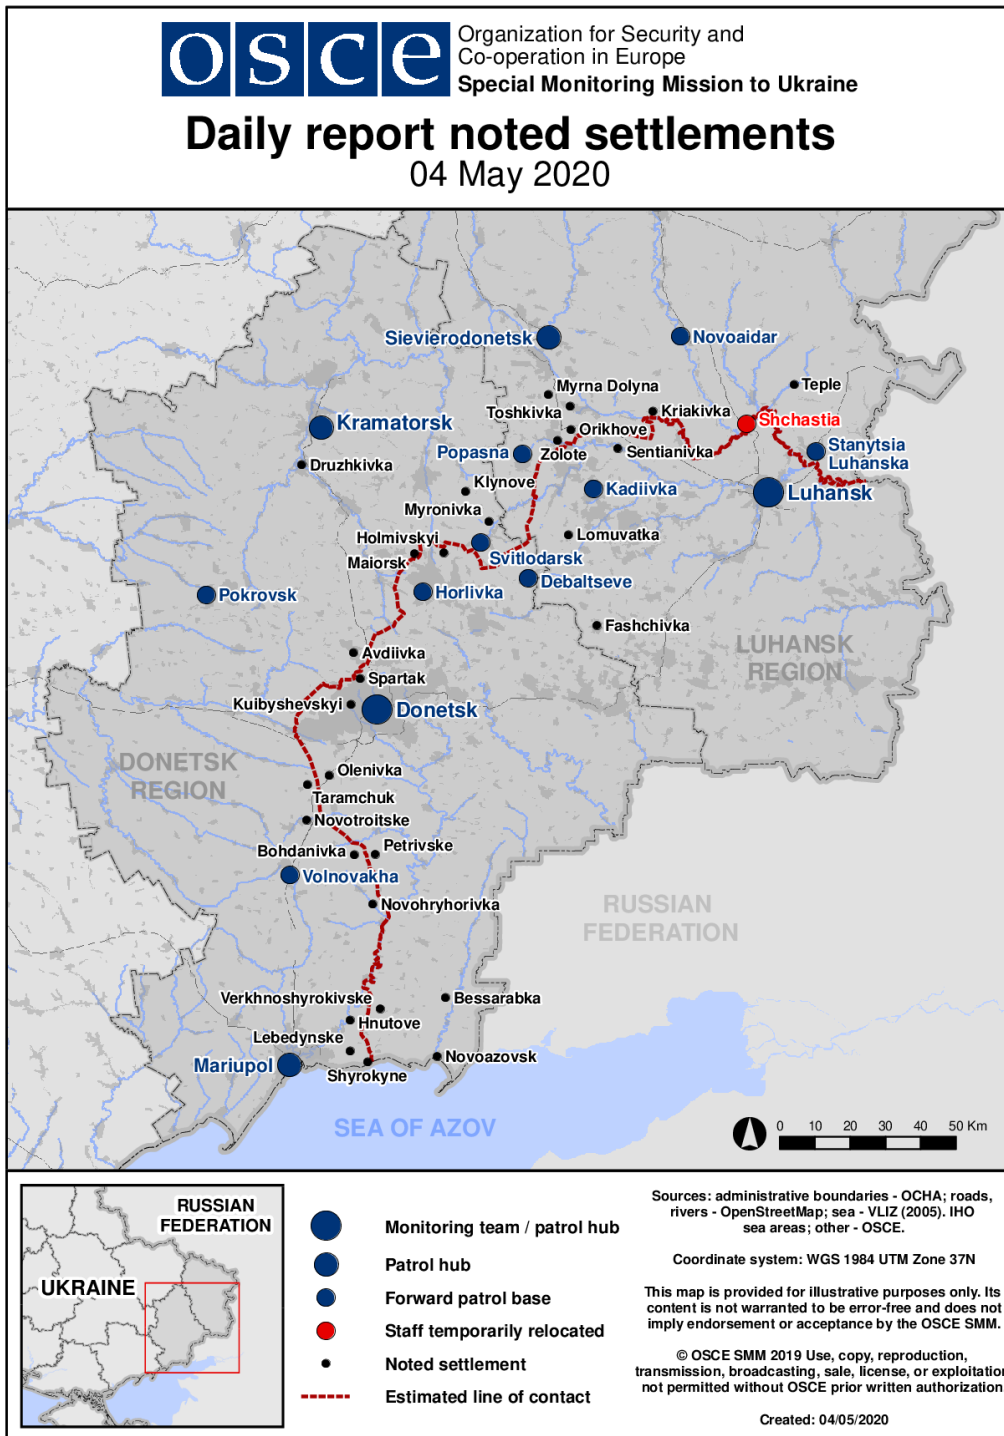 osce
Organization for Security and
Co-operation in Europe
Special Monitoring Mission to Ukraine
Daily report noted settlements
04 May 2020
Sievierodonetsk
Novoaidar
Myrna Dolyna
Teple
Toshkivka
Kriakivka
Shchastia
Kramatorsk
Orikhove
Popasna
Zolote
Sentianivka
Stanytsia
Luhanska
Druzhkivka
Klynove
Kadiivka
Luhansk
Myronivka
Holmivskyi
Lomuvatka
Maiorsk
Svitlodarsk
Debaltseve
Pokrovsk
Horlivka
Fashchivka
LUHANSK
REGION
Avdiivka
Spartak
Kuibyshevskyi
Donetsk
DONETSK
REGION
Olenivka
Taramchuk
Novotroitske
Bohdanivka
Petrivske
Volnovakha
Novohryhorivka
RUSSIAN
FEDERATION
Verkhnoshyrokivske
Bessarabka
Hnutove
Lebedynske
Novoazovsk
Mariupol
Shyrokyne
SEA OF AZOV
0 10 20 30 40 50 Km
RUSSIAN
FEDERATION
UKRAINE
Monitoring team / patrol hub
Patrol hub
Forward patrol base
Staff temporarily relocated
Noted settlement
Estimated line of contact
Sources: administrative boundaries - OCHA; roads,
rivers - OpenStreetMap; sea - VLIZ (2005). IHO
sea areas; other - OSCE.
Coordinate system: WGS 1984 UTM Zone 37N
This map is provided for illustrative purposes only. Its
content is not warranted to be error-free and does not
imply endorsement or acceptance by the OSCE SMM.
© OSCE SMM 2019 Use, copy, reproduction,
transmission, broadcasting, sale, license, or exploitation
not permitted without OSCE prior written authorization
Created: 04/05/2020